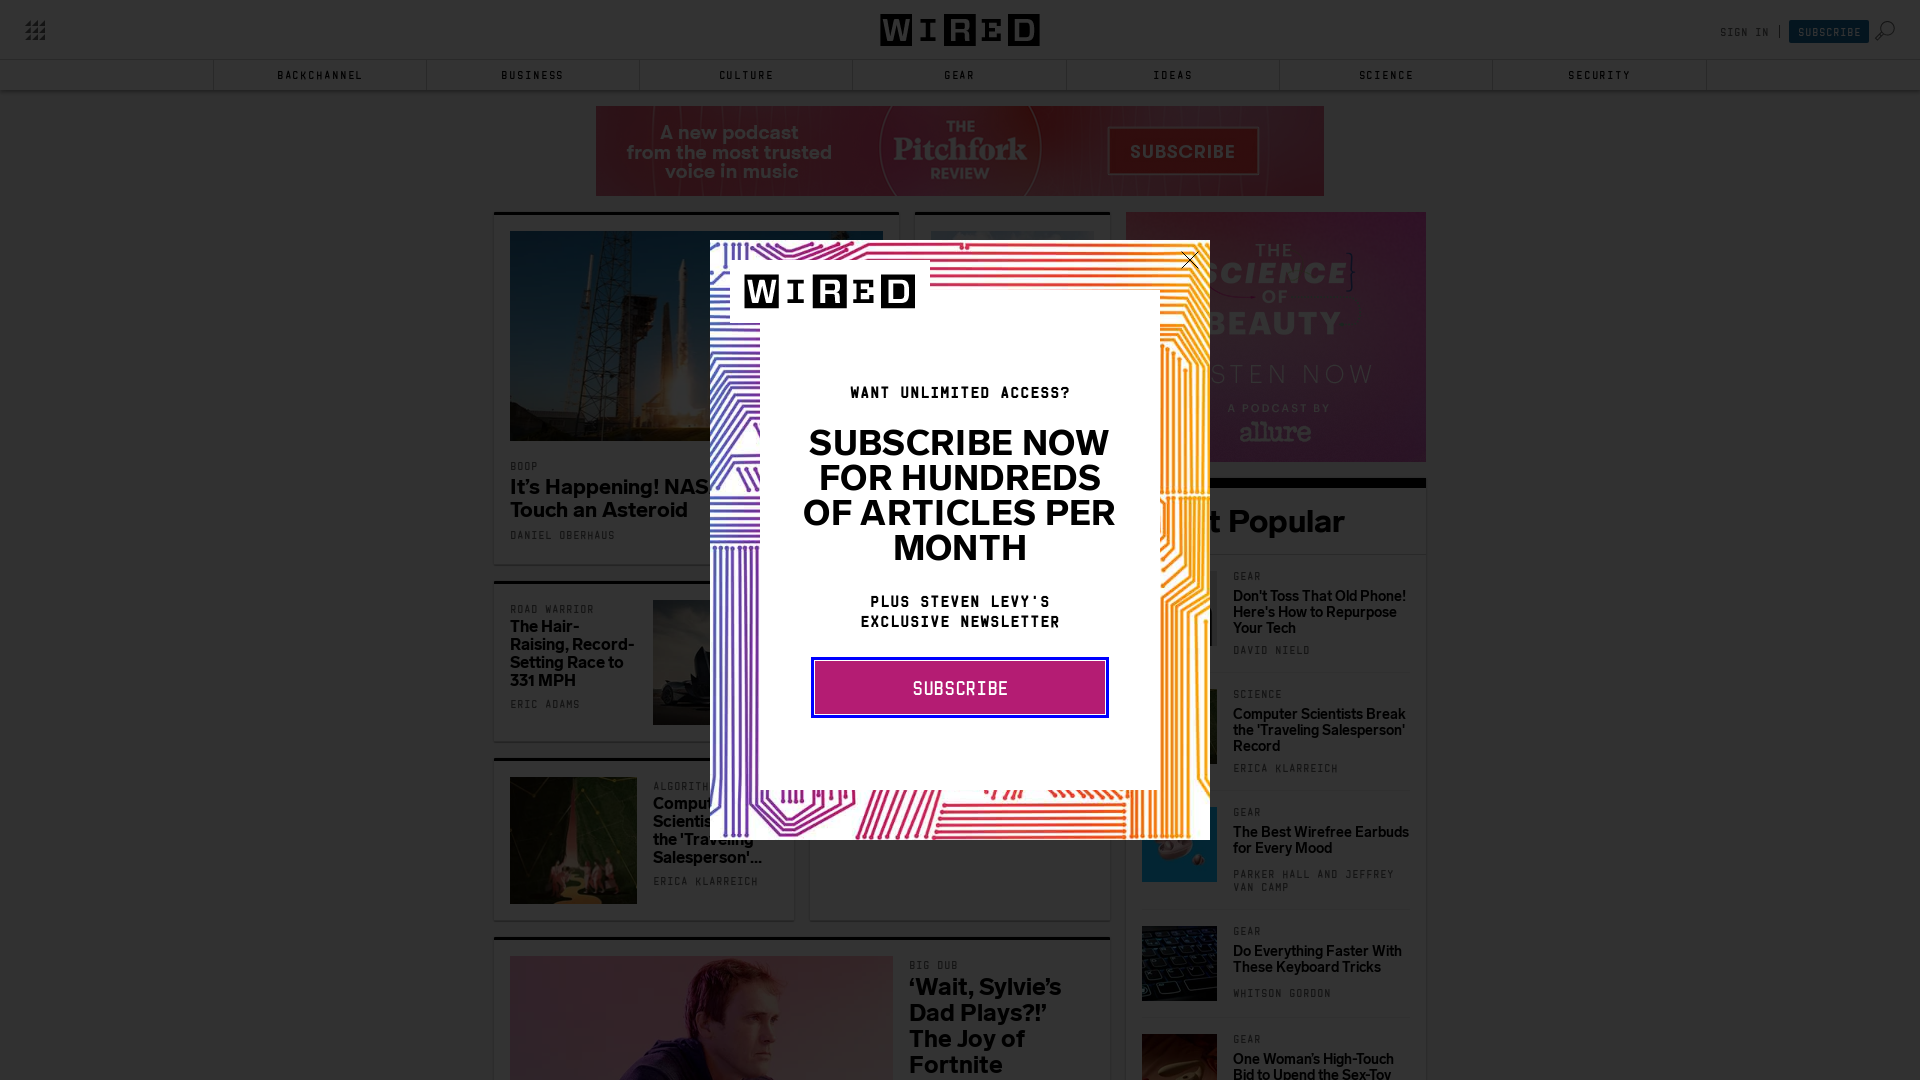 WIRED
SIGN IN
SUBSCRIBE
BACKCHANNEL
BUSINESS
CULTURE
GEAR
IDEAS
SCIENCE
SECURITY
A new podcast
from the most trusted
voice in music
THE
Pitchfork
REVIEW
SUBSCRIBE
THE
SCIENCE
OF
BEAUTY
STEN NOW
A PODCAST BY
allure
WIRED
WANT UNLIMITED ACCESS?
SUBSCRIBE NOW
FOR HUNDREDS
OF ARTICLES PER
MONTH
PLUS STEVEN LEVY'S
EXCLUSIVE NEWSLETTER
SUBSCRIBE
BOOP
It’s Happening! NAS
Touch an Asteroid
DANIEL OBERHAUS
ROAD WARRIOR
The Hair-
Raising, Record-
Setting Race to
331 MPH
ERIC ADAMS
ALGORITH
Comput
Scientis
the 'Traveling
Salesperson'...
ERICA KLARREICH
BIG DUB
‘Wait, Sylvie’s
Dad Plays?!’
The Joy of
Fortnite
t Popular
GEAR
Don't Toss That Old Phone!
Here's How to Repurpose
Your Tech
DAVID NIELD
SCIENCE
Computer Scientists Break
the 'Traveling Salesperson'
Record
ERICA KLARREICH
GEAR
The Best Wirefree Earbuds
for Every Mood
PARKER HALL AND JEFFREY
VAN CAMP
GEAR
Do Everything Faster With
These Keyboard Tricks
WHITSON GORDON
GEAR
One Woman’s High-Touch
Bid to Upend the Sex-Toy